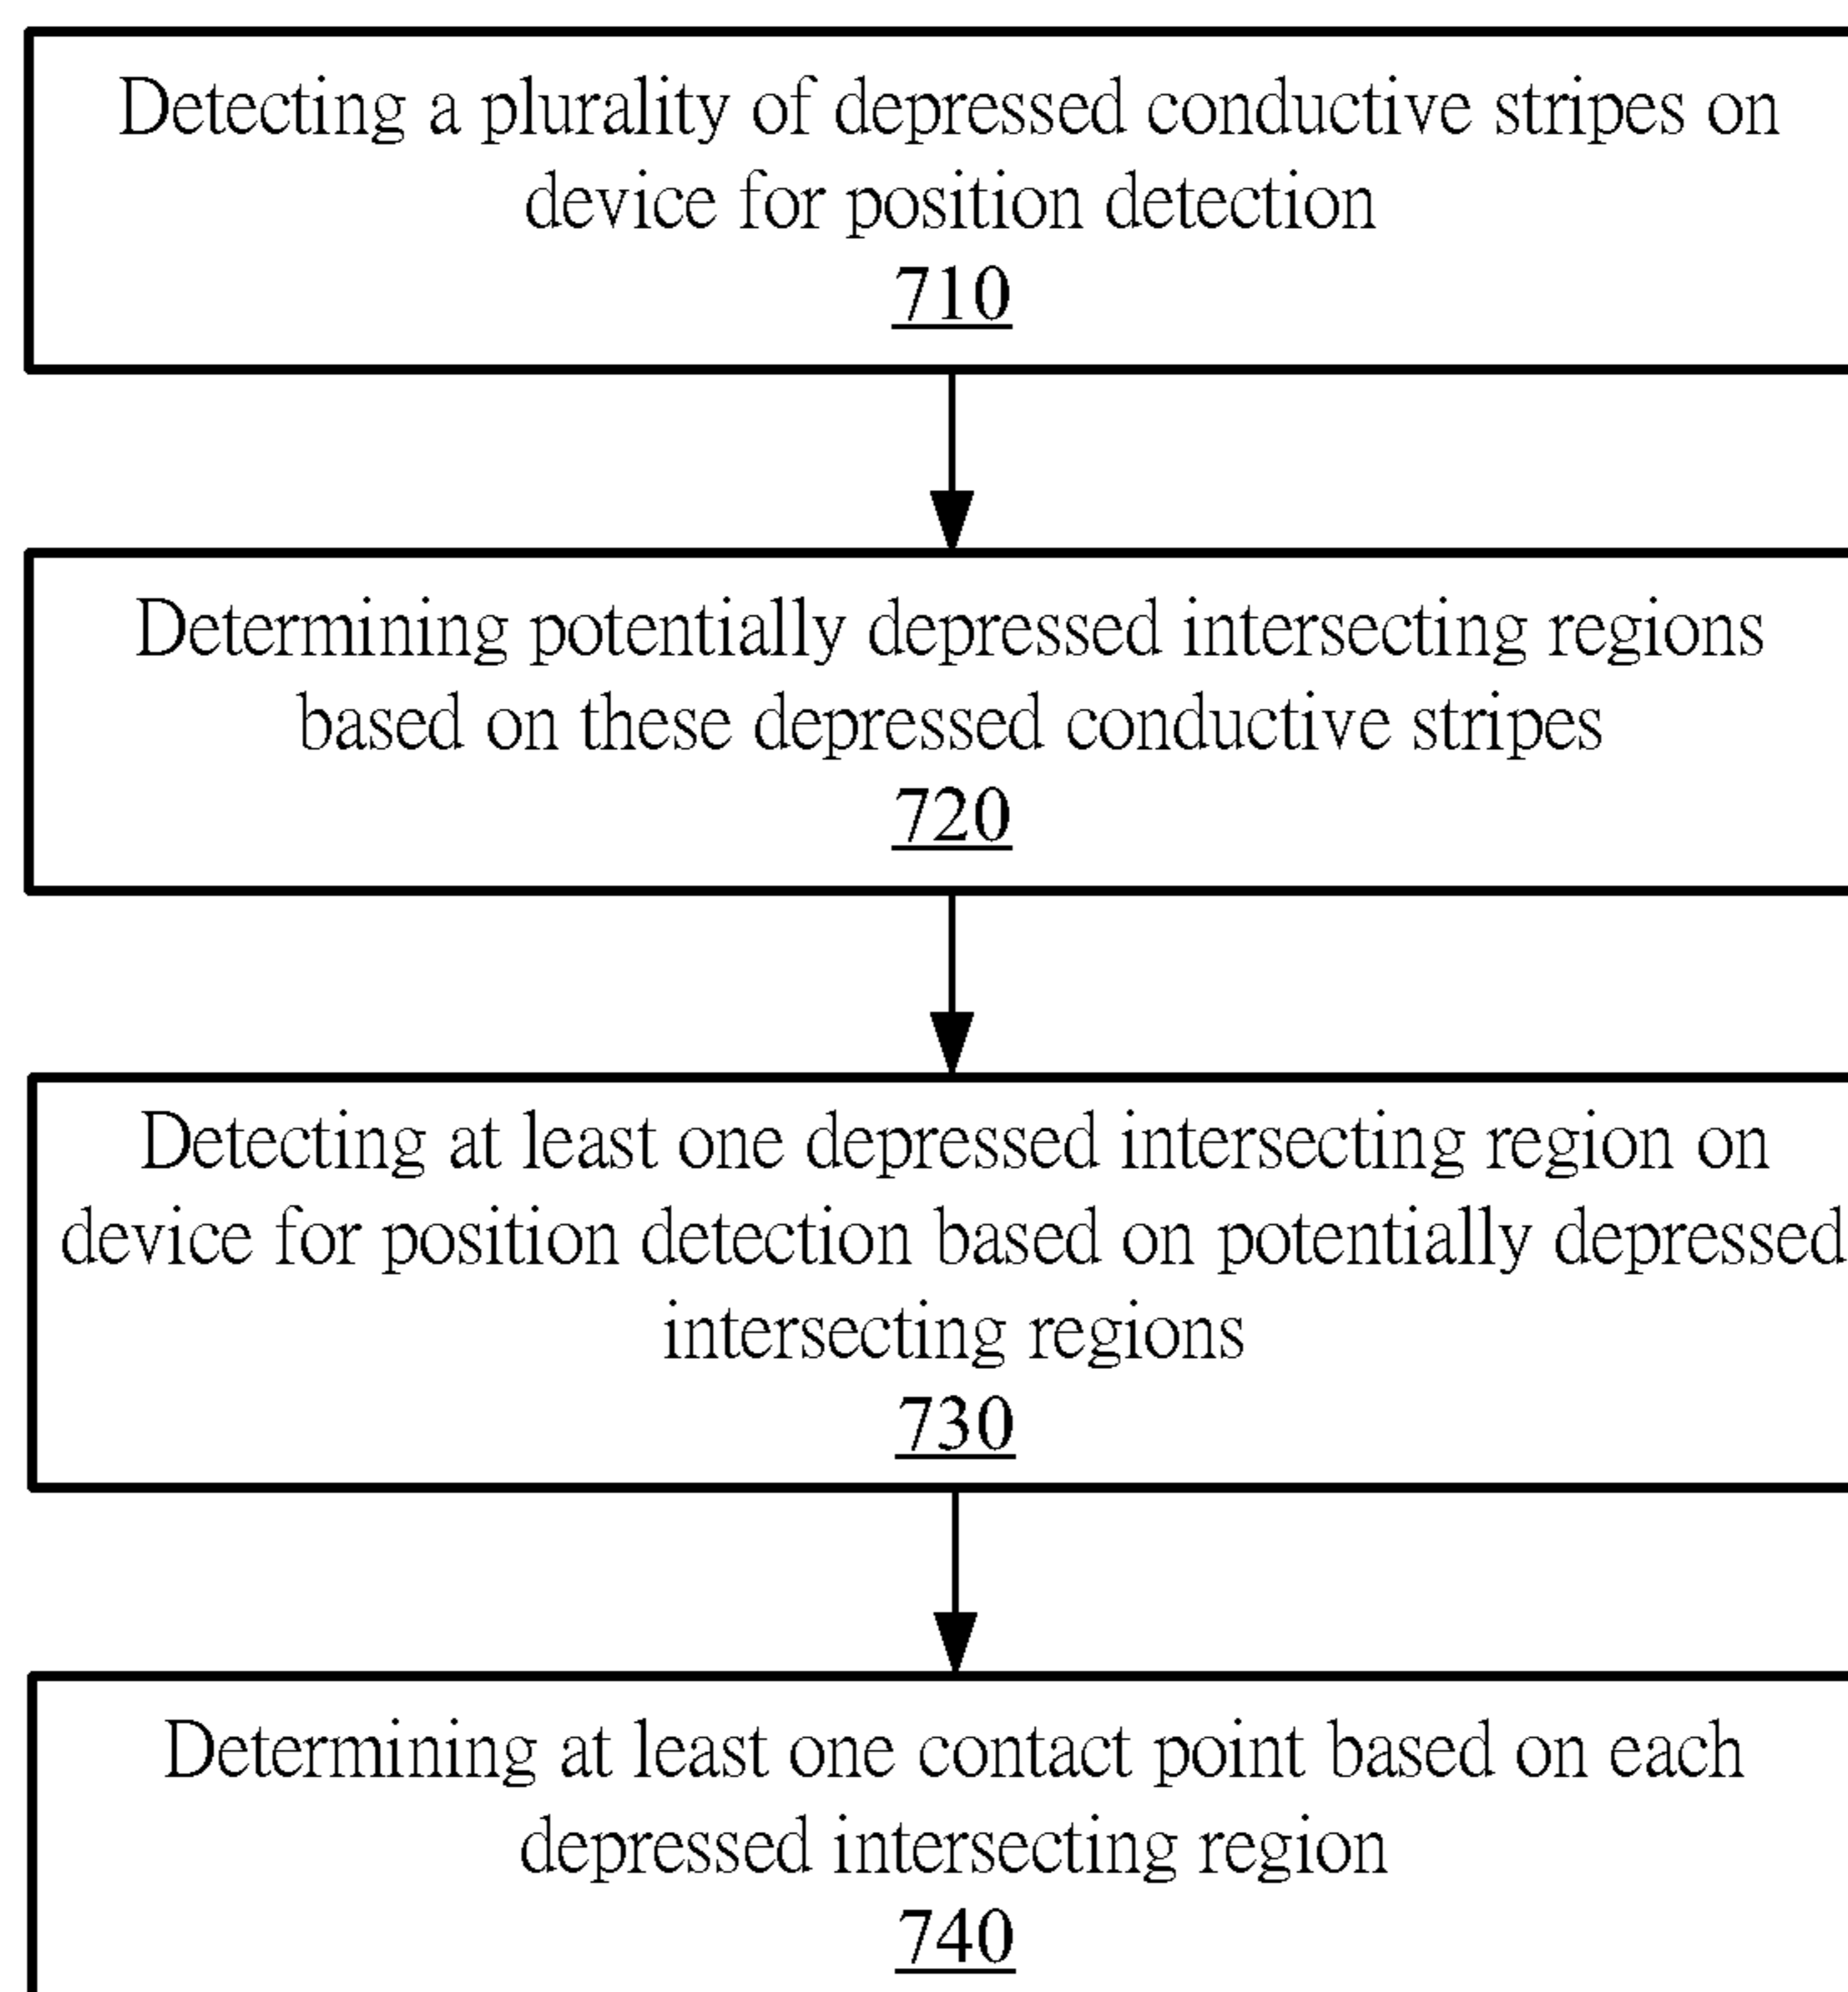 Detecting a plurality of depressed conductive stripes on
device for position detection
710
Determining potentially depressed intersecting regions
based on these depressed conductive stripes
720
Detecting at least one depressed intersecting region on
device for position detection based on potentially depressed
intersecting regions
730
Determining at least one contact point based on each
depressed intersecting region
740